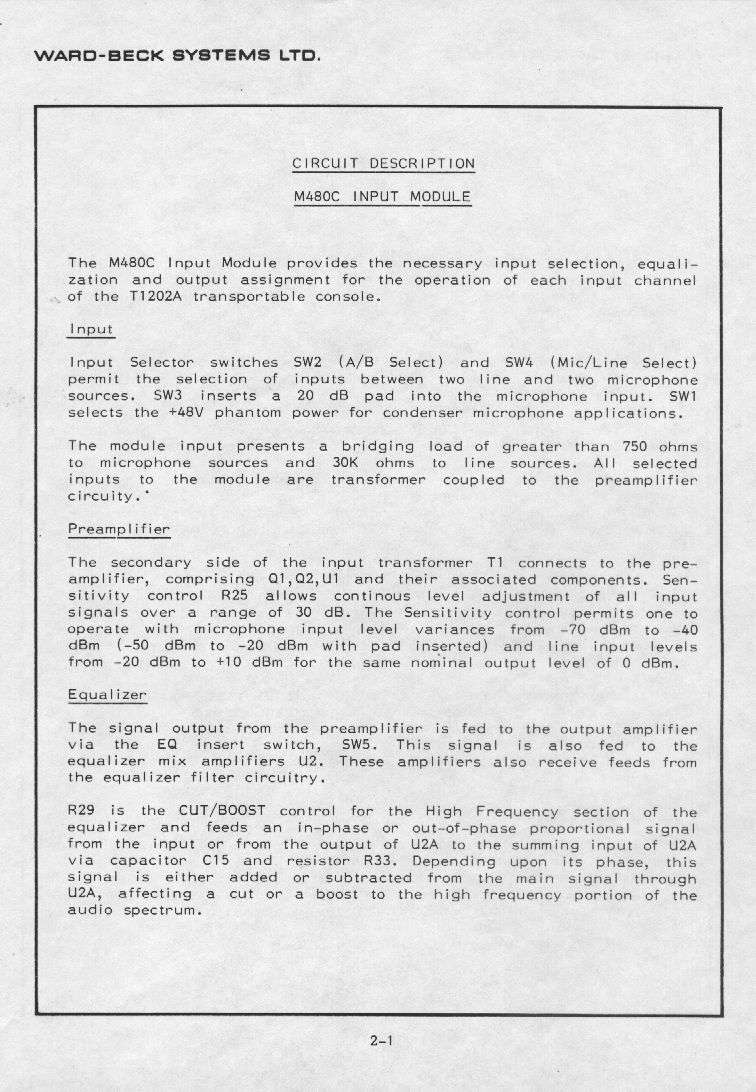 WARD-BECK SYSTEMS LTD.
CIRCUIT DESCRIPTION
M480C INPUT MODULE
The M480C Input Module provides the necessary input selection, equali-
zation and output assignment for the operation of each input channel
of the T1202A transportable console.
Input
Input Selector switches SW2 (A/B Select) and SW4 (Mic/Line Select)
permit the selection of inputs between two line and two microphone
sources. SW3 inserts a 20 dB pad into the microphone input. SW1
selects the +48V phantom power for condenser microphone applications.
The module input presents a bridging load of greater than 750 ohms
to microphone sources and 30K ohms to line sources. All selected
inputs to the module are transformer coupled to the preamplifier
circuity.
Preamplifier
The secondary side of the input transformer T1 connects to the pre-
amplifier, comprising Q1,Q2,U1 and their associated components. Sen-
sitivity control R25 allows continous level adjustment of all input
signals over a range of 30 dB. The Sensitivity control permits one to
operate with microphone input level variances from -70 dBm to -40
dBm (-50 dBm to -20 dBm with pad inserted) and line input levels
from -20 dBm to +10 dBm for the same nominal output level of 0 dBm.
Equalizer
The signal output from the preamplifier is fed to the output amplifier
via the EQ insert switch, SW5. This signal is also fed to the
equalizer mix amplifiers U2. These amplifiers also receive feeds from
the equalizer filter circuitry.
R29 is the CUT/BOOST control for the High Frequency section of the
equalizer and feeds an in-phase or out-of-phase proportional signal
from the input or from the output of U2A to the summing input of U2A
via capacitor C15 and resistor R33. Depending upon its phase, this
signal is either added or subtracted from the main signal through
U2A, affecting a cut or a boost to the high frequency portion of the
audio spectrum.
2-1